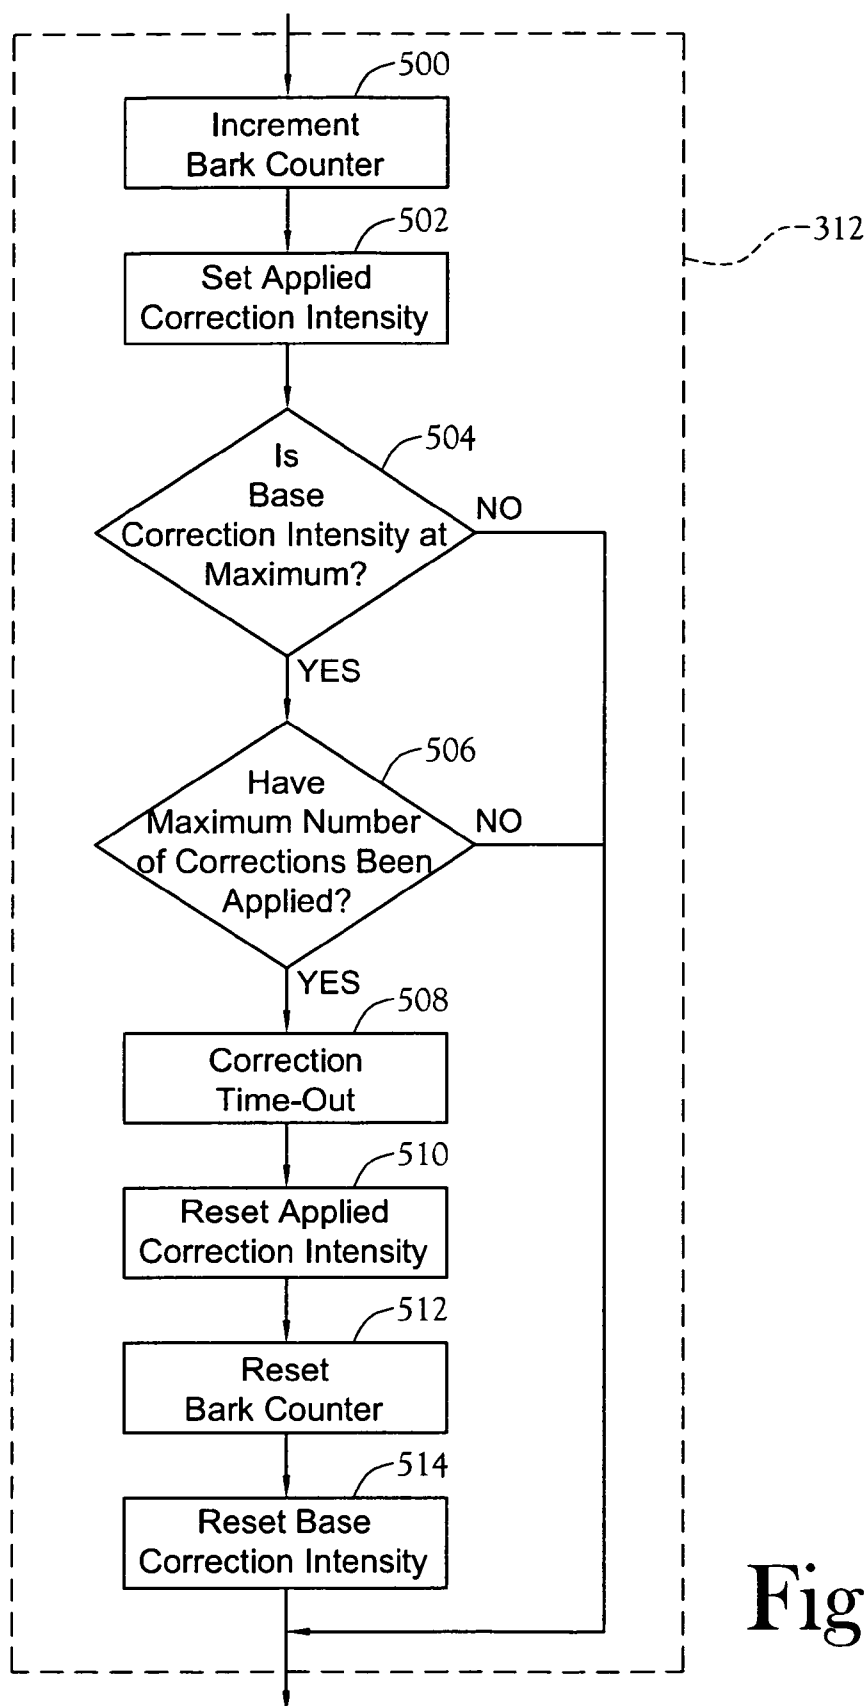 500
Increment
Bark Counter
502
312
Set Applied
Correction Intensity
504
Is
Base
Correction Intensity at
Maximum?
NO
YES
506
Have
Maximum Number
of Corrections Been
Applied?
NO
YES
508
Correction
Time-Out
510
Reset Applied
Correction Intensity
512
Reset
Bark Counter
514
Reset Base
Correction Intensity
Fig